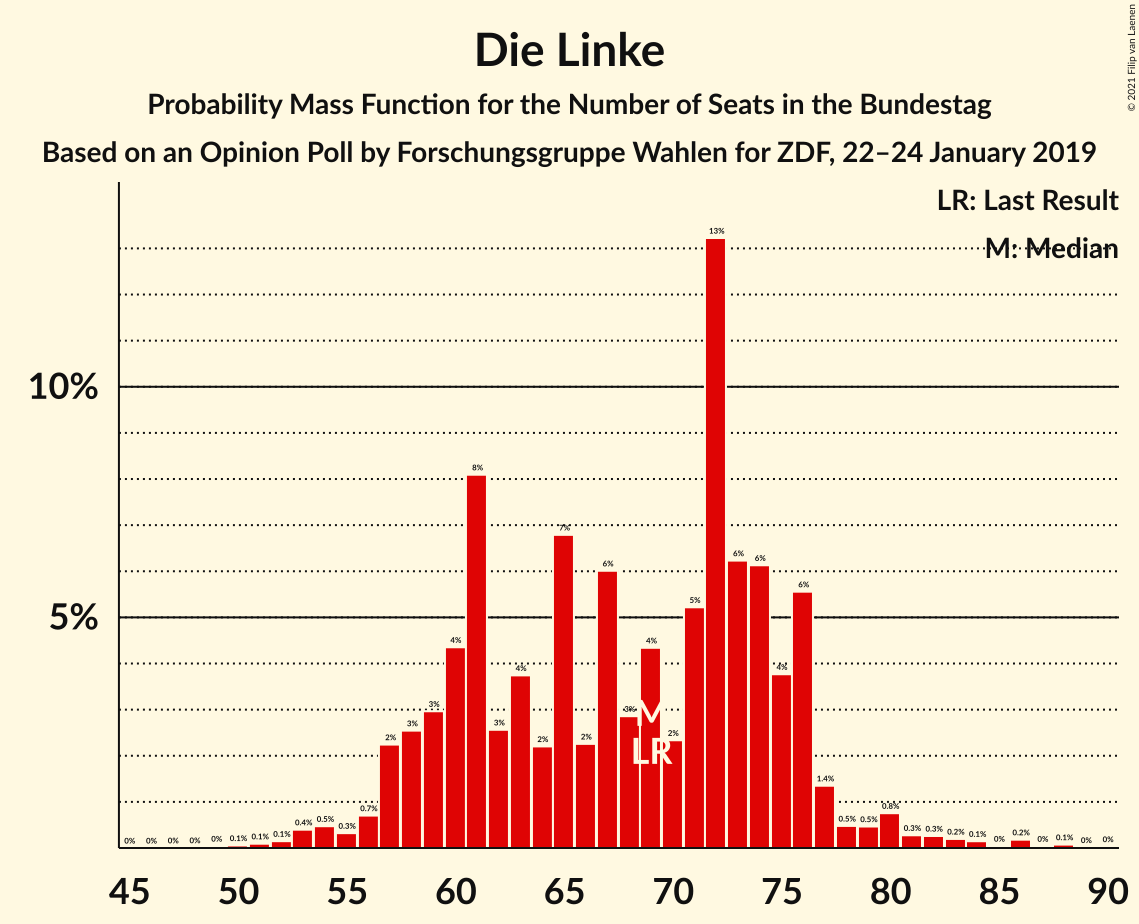 Die Linke
Probability Mass Function for the Number of Seats in the Bundestag
Based on an Opinion Poll by Forschungsgruppe Wahlen for ZDF, 22–24 January 2019
© 2021 Filip van Laenen
LR: Last Result
M: Median
10%
5%
0% 0% 0% 0% 0% 0.1% 0.1% 0.1% 0.4% 0.5% 0.3% 0.7% 2% 3% 3% 4% 8% 3% 4% 2% 7% 2% 6% 3% 4% 2% 5% 13% 6% 6% 4% 6% 1.4% 0.5% 0.5% 0.8% 0.3% 0.3% 0.2% 0.1% 0% 0.2% 0% 0.1% 0% 0%
M
LR
45 50 55 60 65 70 75 80 85 90